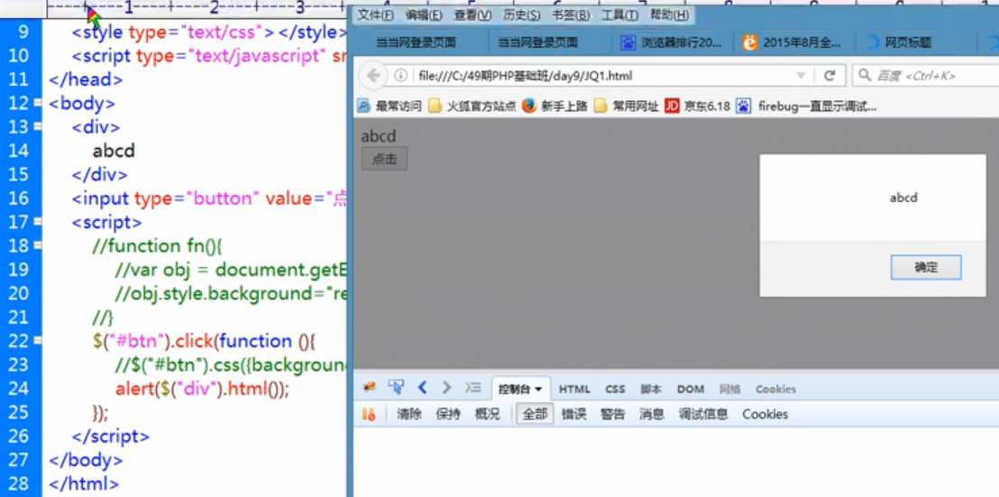 1 2 3
9 <style type="text/css"></style>
10 <script type="text/javascript" sr
11 </head>
12 <body>
13 <div>
14 abcd
15 </div>
16 <input type="button" value="点
17 <script>
18 //function fn(){
19 //var obj = document.getE
20 //obj.style.background="re
21 //}
22 $("#btn").click(function (){
23 //$("#btn").css({backgroun
24 alert($("div").html());
25 });
26 </script>
27 </body>
28 </html>
文件(F) 编辑(E) 查看(V) 历史(S) 书签(B) 工具(T) 帮助(H)
当当网登录页面 当当网登录页面 浏览器排行20... 2015年8月全... 网页标题
file:///C:/49期PHP基础班/day9/JQ1.html 百度 <Ctrl+K>
最常访问 火狐官方站点 新手上路 常用网址 JD 京东6.18 firebug一直显示调试...
abcd
点击
abcd
确定
控制台 HTML CSS 脚本 DOM 网络 Cookies
清除 保持 概况 全部 错误 警告 消息 调试信息 Cookies